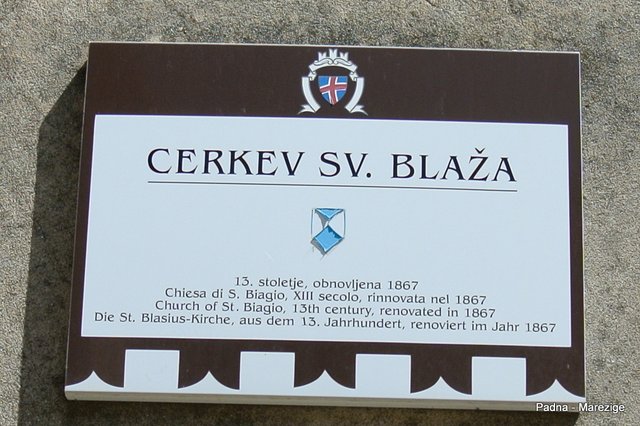 CERKEV SV. BLAŽA
13. stoletje, obnovljena 1867
Chiesa di S. Biagio, XIII secolo, rinnovata nel 1867
Church of St. Biagio, 13th century, renovated in 1867
Die St. Blasius-Kirche, aus dem 13. Jahrhundert, renoviert im Jahr 1867
Padna - Marezige